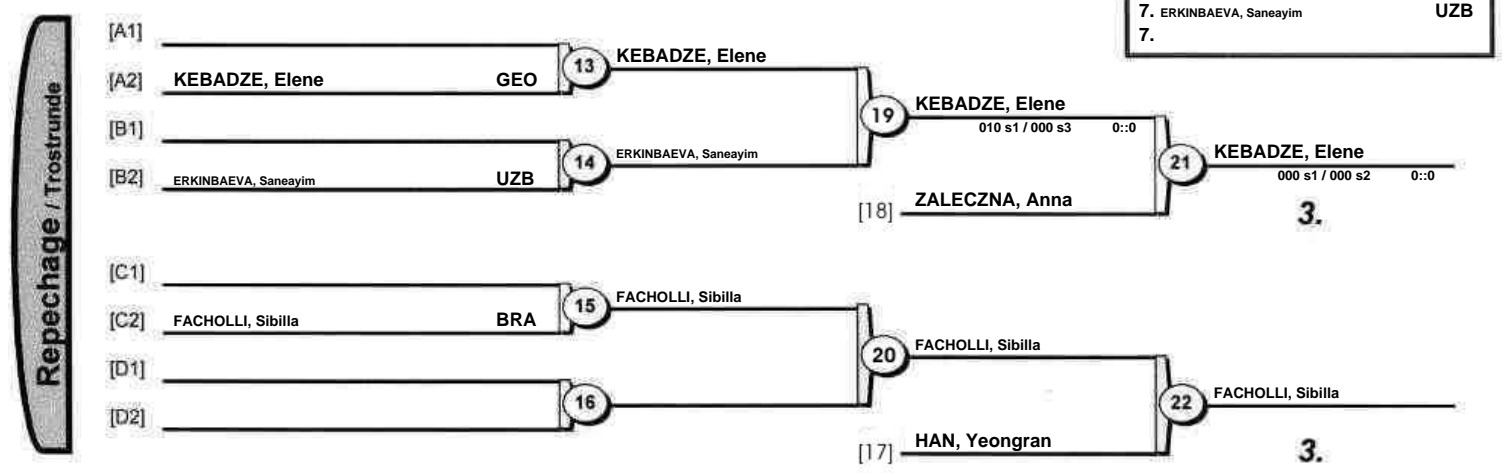 7. ERKINBAEVA, Saneayim UZB
7.
Repechage / Trostrunde
[A1]
[A2] KEBADZE, Elene GEO
13 KEBADZE, Elene
[B1]
[B2] ERKINBAEVA, Saneayim UZB
14 ERKINBAEVA, Saneayim
19 KEBADZE, Elene
010 s1 / 000 s3 0::0
[18] ZALECZNA, Anna
21 KEBADZE, Elene
000 s1 / 000 s2 0::0
3.
[C1]
[C2] FACHOLLI, Sibilla BRA
15 FACHOLLI, Sibilla
[D1]
[D2]
16
20 FACHOLLI, Sibilla
[17] HAN, Yeongran
22 FACHOLLI, Sibilla
3.